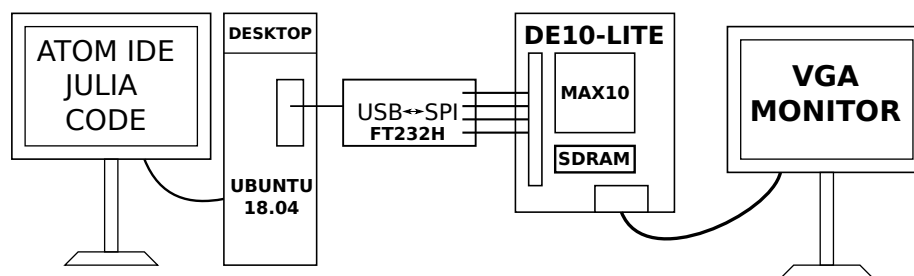 ATOM IDE
JULIA
CODE
DESKTOP
UBUNTU
18.04
USB↔SPI
FT232H
DE10-LITE
MAX10
SDRAM
VGA
MONITOR